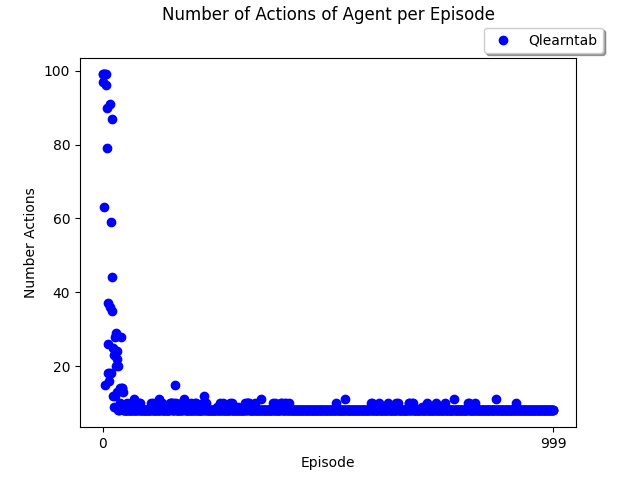 Number of Actions of Agent per Episode
Qlearntab
100
80
60
40
20
Number Actions
0
999
Episode